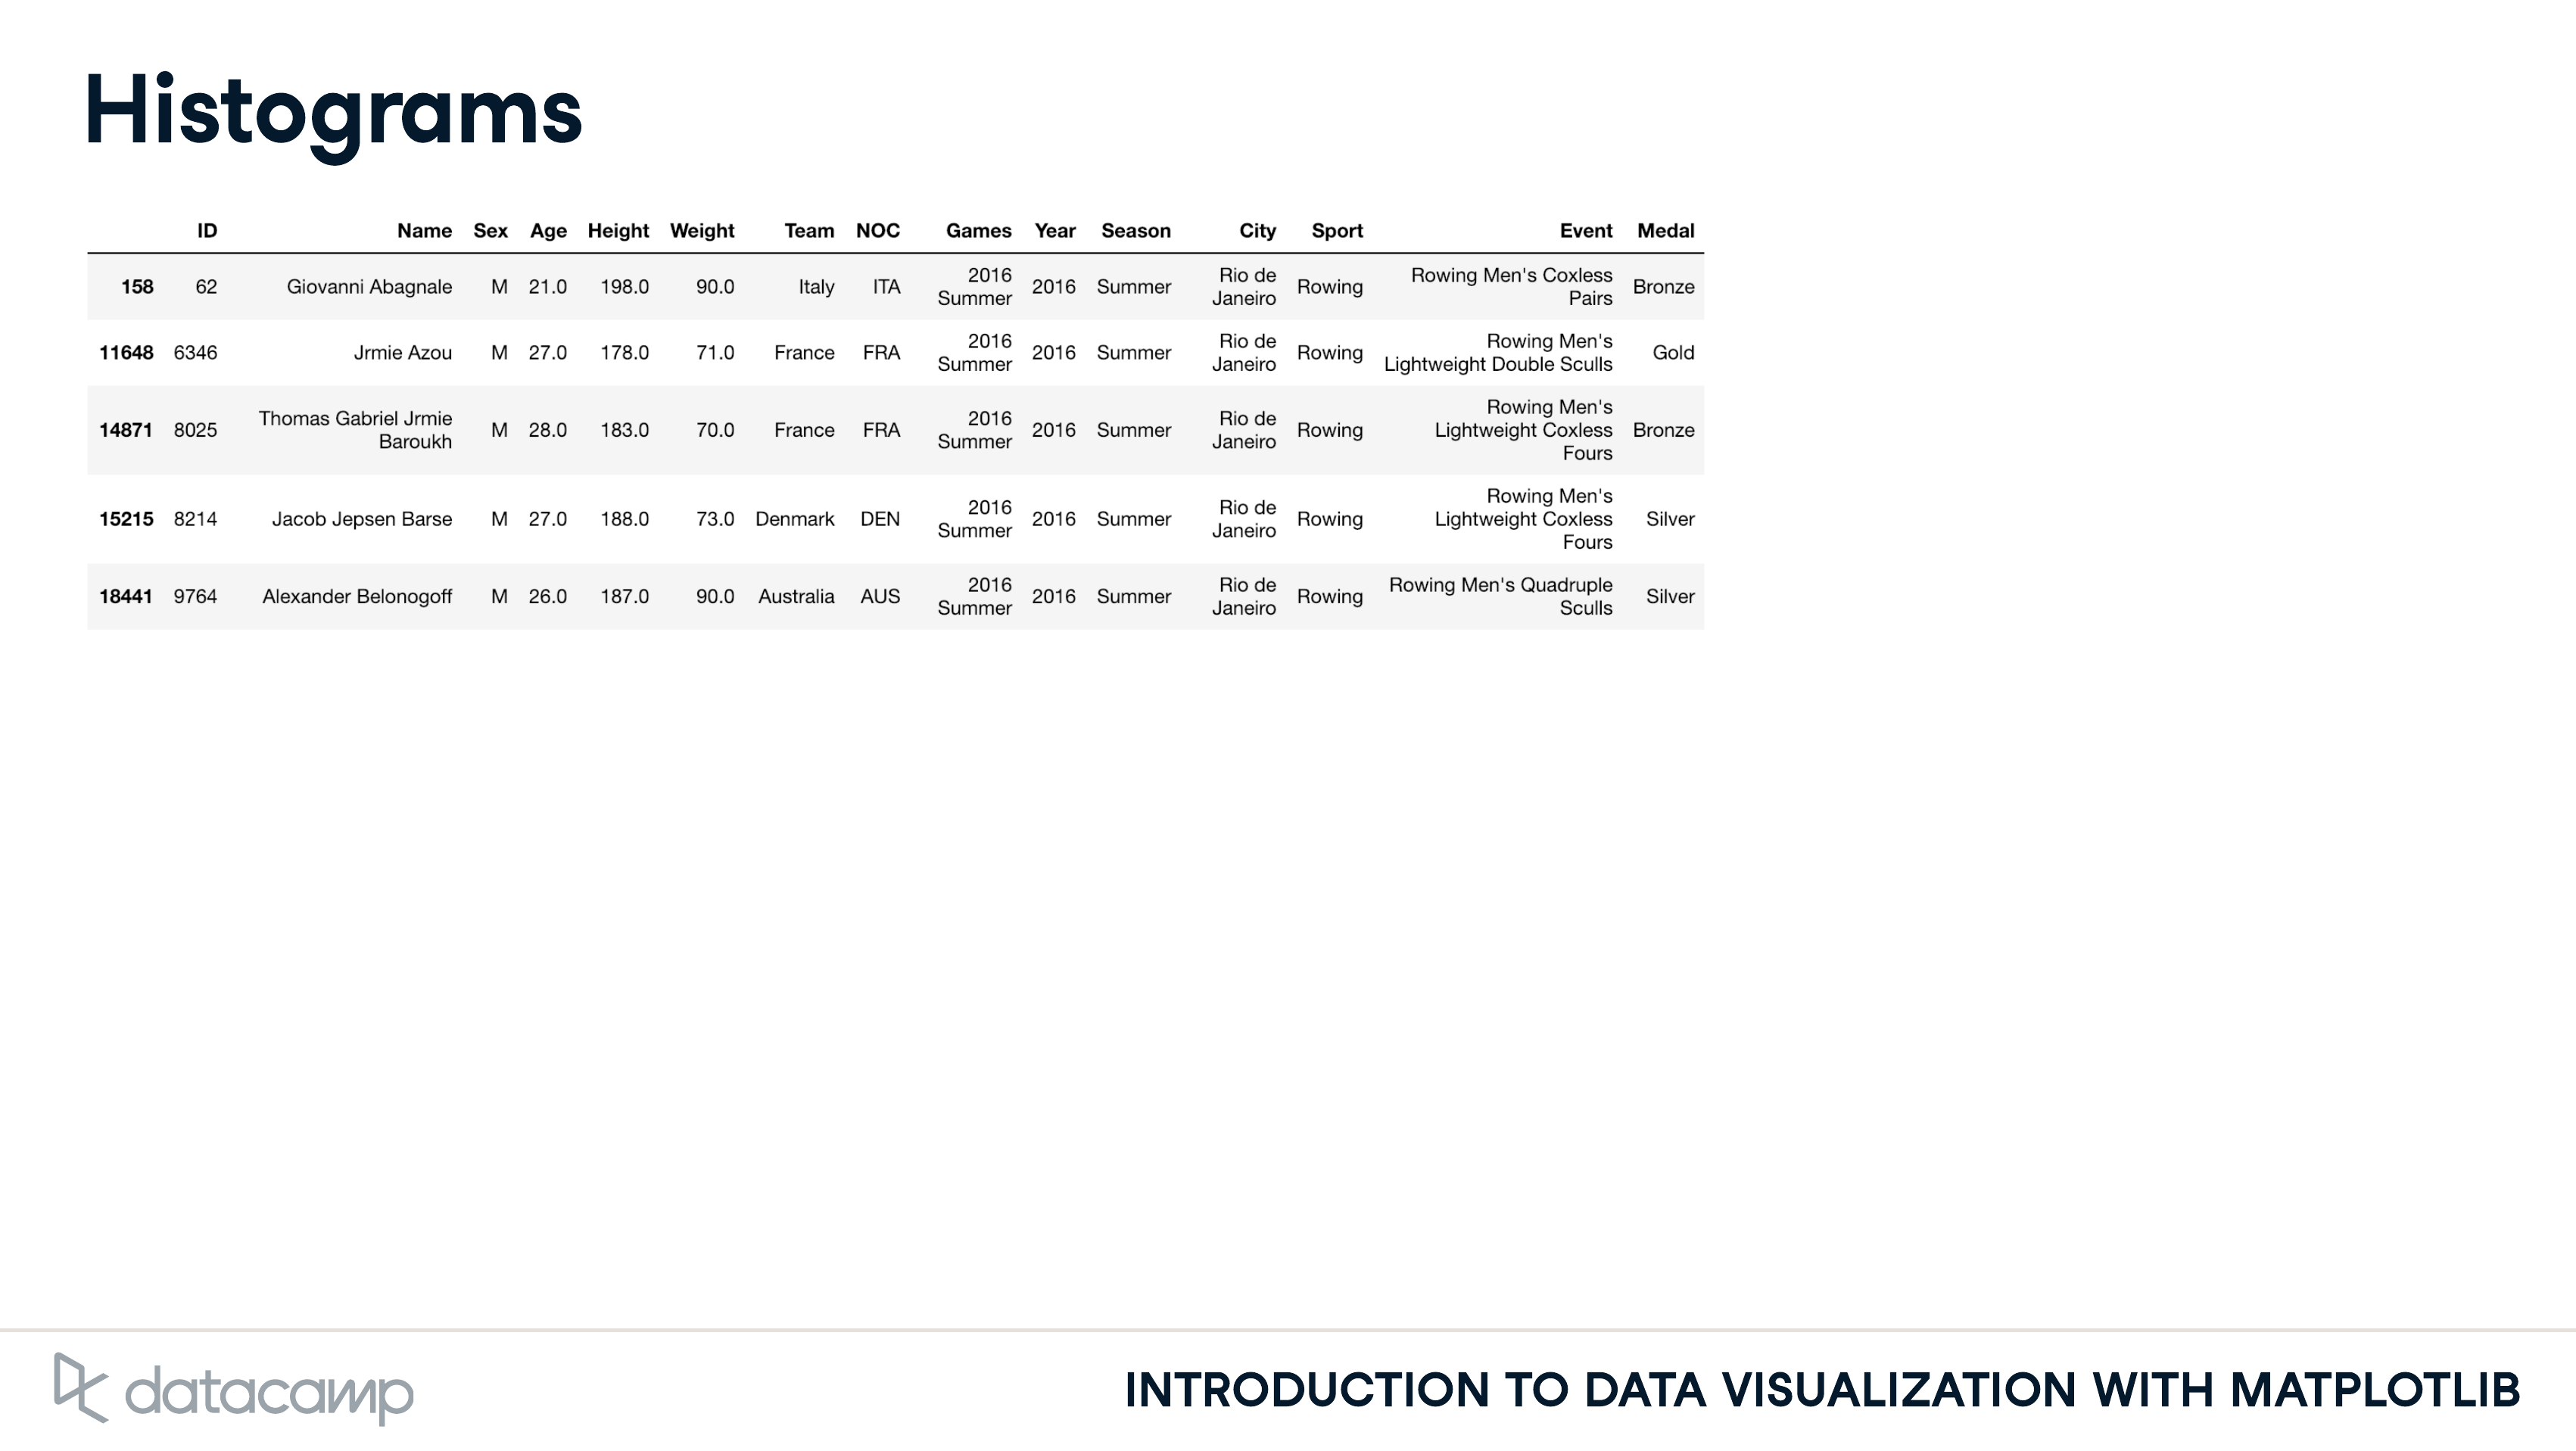 Histograms
ID Name Sex Age Height Weight Team NOC Games Year Season City Sport Event Medal
158 62 Giovanni Abagnale M 21.0 198.0 90.0 Italy ITA 2016 Summer 2016 Summer Rio de Janeiro Rowing Rowing Men's Coxless Pairs Bronze
11648 6346 Jrmie Azou M 27.0 178.0 71.0 France FRA 2016 Summer 2016 Summer Rio de Janeiro Rowing Rowing Men's Lightweight Double Sculls Gold
14871 8025 Thomas Gabriel Jrmie Baroukh M 28.0 183.0 70.0 France FRA 2016 Summer 2016 Summer Rio de Janeiro Rowing Rowing Men's Lightweight Coxless Fours Bronze
15215 8214 Jacob Jepsen Barse M 27.0 188.0 73.0 Denmark DEN 2016 Summer 2016 Summer Rio de Janeiro Rowing Rowing Men's Lightweight Coxless Fours Silver
18441 9764 Alexander Belonogoff M 26.0 187.0 90.0 Australia AUS 2016 Summer 2016 Summer Rio de Janeiro Rowing Rowing Men's Quadruple Sculls Silver
datacamp
INTRODUCTION TO DATA VISUALIZATION WITH MATPLOTLIB